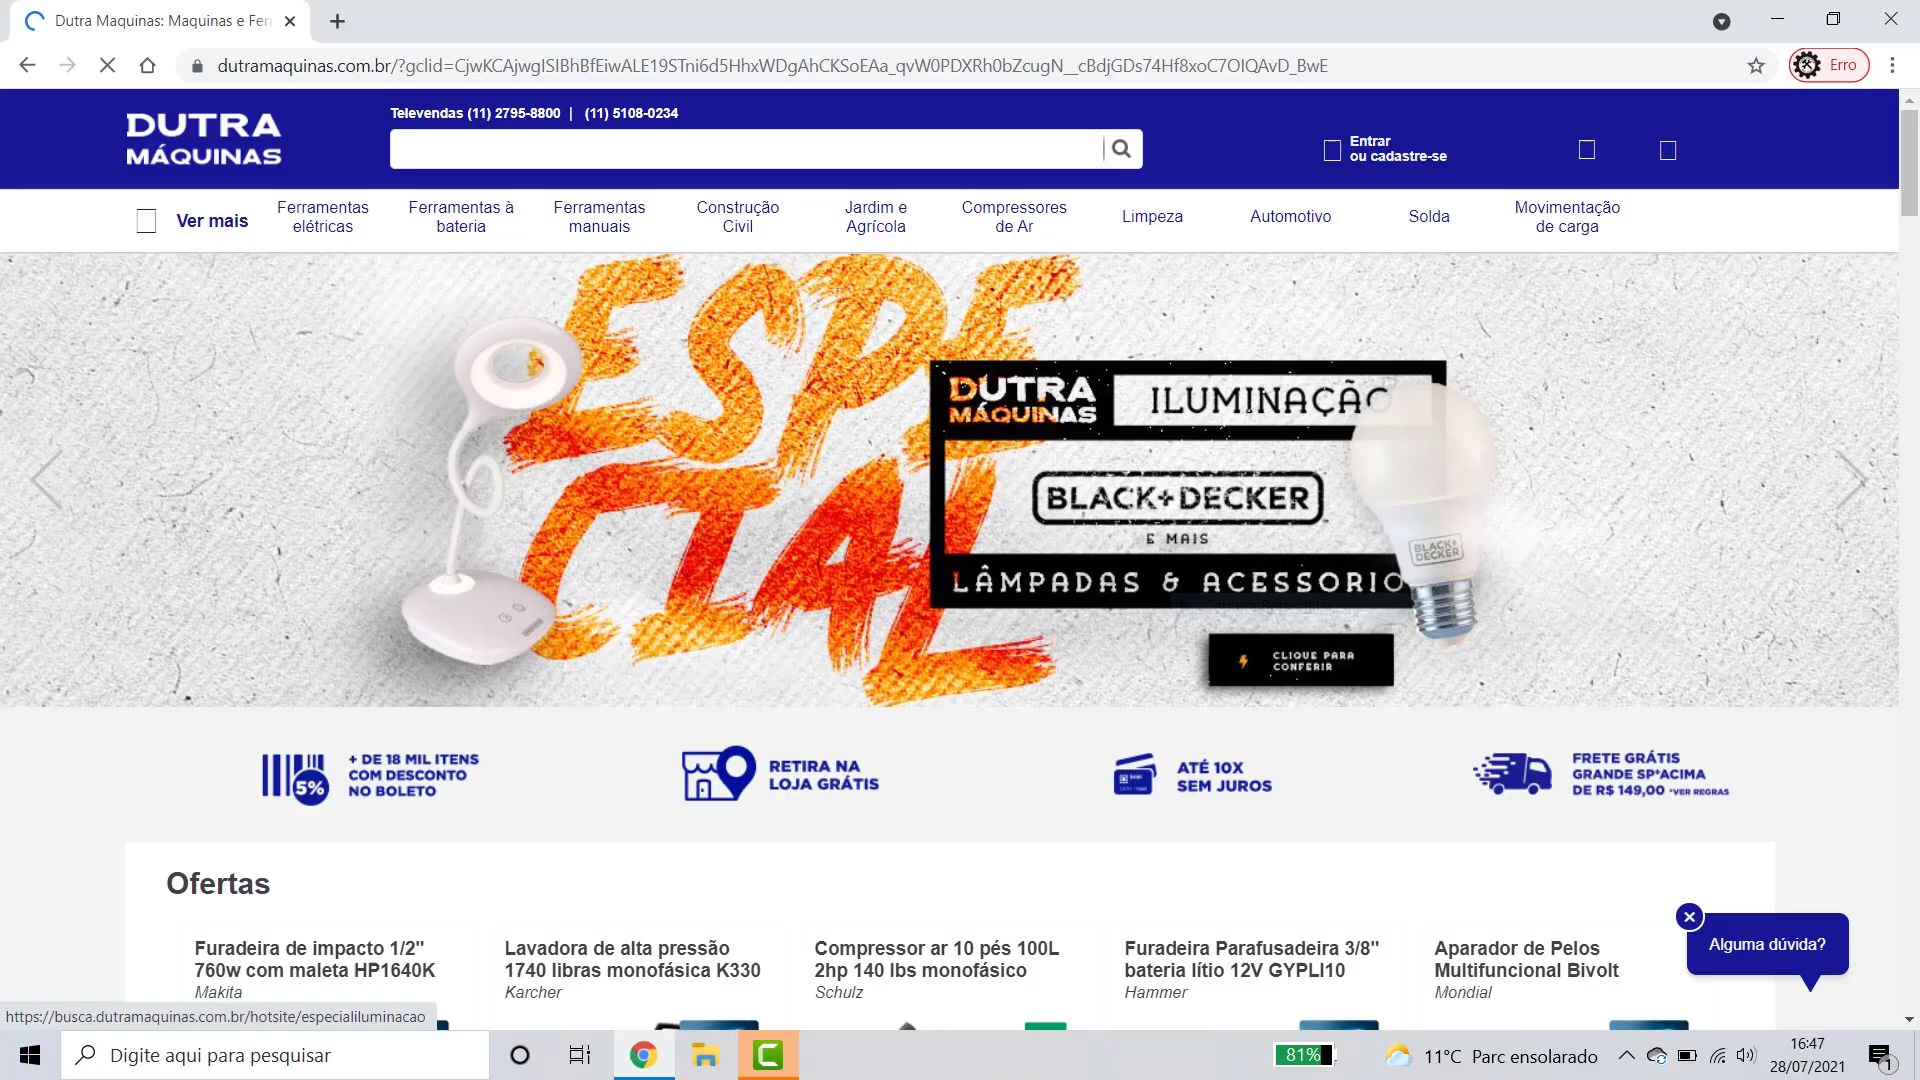 Dutra Maquinas: Maquinas e Fer
dutramaquinas.com.br/?gclid=CjwKCAjwgISIBhBfEiwALE19STni6d5HhxWDgAhCKSoEAa_qvW0PDXRh0bZcugN__cBdjGDs74Hf8xoC7OIQAvD_BwE
Erro
DUTRA
MÁQUINAS
Televendas (11) 2795-8800 | (11) 5108-0234
Entrar
ou cadastre-se
Ver mais
Ferramentas
elétricas
Ferramentas à
bateria
Ferramentas
manuais
Construção
Civil
Jardim e
Agrícola
Compressores
de Ar
Limpeza
Automotivo
Solda
Movimentação
de carga
ESPE
CIAL
DUTRA
MÁQUINAS
ILUMINAÇÃO
BLACK+DECKER
E MAIS
LÂMPADAS & ACESSORIO
BLACK+
DECKER
CLIQUE PARA
CONFERIR
5%
+ DE 18 MIL ITENS
COM DESCONTO
NO BOLETO
RETIRA NA
LOJA GRÁTIS
BANK
ATÉ 10X
SEM JUROS
FRETE GRÁTIS
GRANDE SP*ACIMA
DE R$ 149,00 *VER REGRAS
Ofertas
Furadeira de impacto 1/2"
760w com maleta HP1640K
Makita
Lavadora de alta pressão
1740 libras monofásica K330
Karcher
Compressor ar 10 pés 100L
2hp 140 lbs monofásico
Schulz
Furadeira Parafusadeira 3/8"
bateria lítio 12V GYPLI10
Hammer
Aparador de Pelos
Multifuncional Bivolt
Mondial
Alguma dúvida?
https://busca.dutramaquinas.com.br/hotsite/especialiluminacao
Digite aqui para pesquisar
81%
11°C Parc ensolarado
16:47
28/07/2021
1